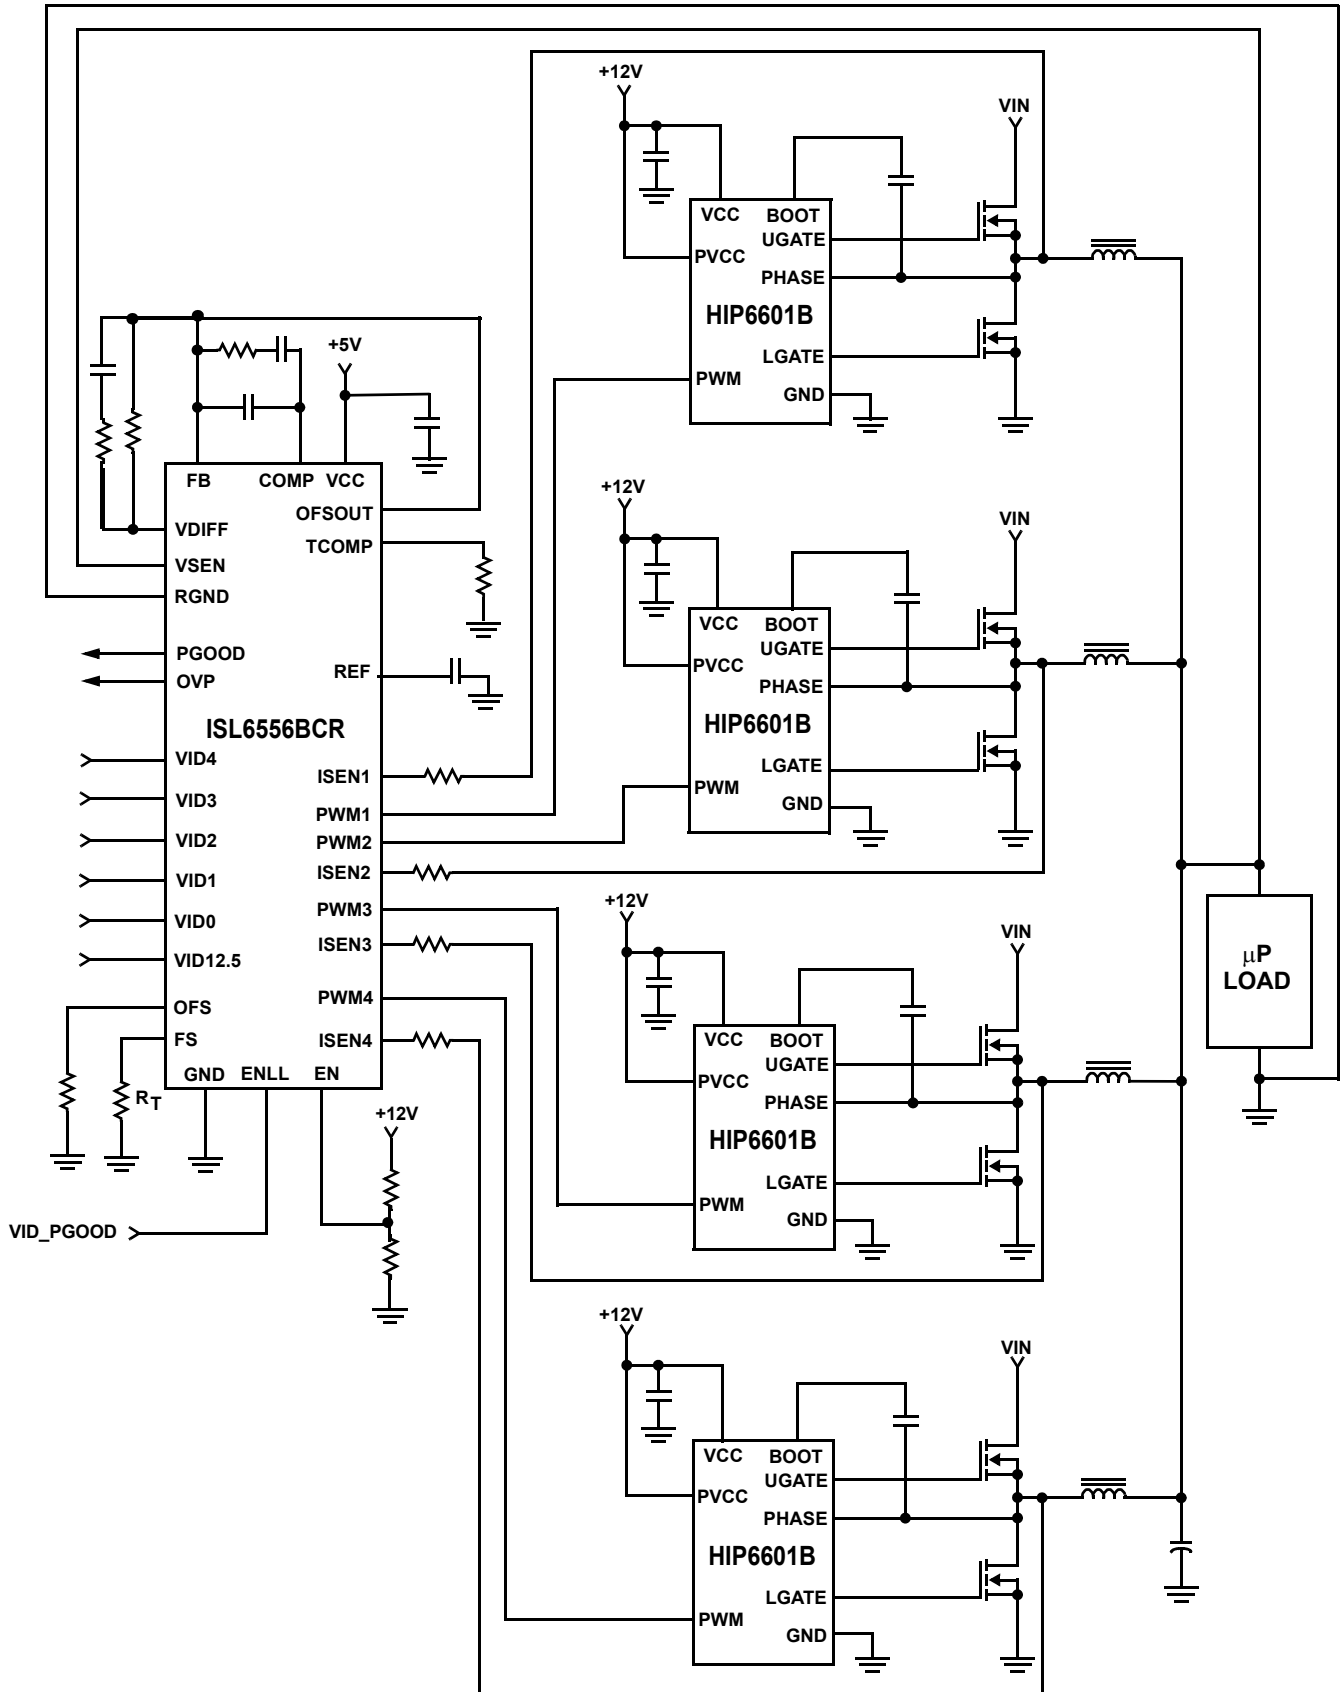 +12V
VIN
VCC
BOOT
UGATE
PVCC
PHASE
HIP6601B
LGATE
PWM
GND
+5V
FB
COMP
VCC
OFSOUT
VDIFF
TCOMP
VSEN
RGND
PGOOD
REF
OVP
ISL6556BCR
VID4
ISEN1
VID3
PWM1
VID2
PWM2
VID1
ISEN2
VID0
PWM3
ISEN3
VID12.5
OFS
PWM4
FS
ISEN4
GND
ENLL
EN
RT
+12V
VID_PGOOD
+12V
VIN
VCC
BOOT
UGATE
PVCC
PHASE
HIP6601B
LGATE
PWM
GND
+12V
VIN
VCC
BOOT
UGATE
PVCC
PHASE
HIP6601B
LGATE
PWM
GND
μP
LOAD
+12V
VIN
VCC
BOOT
UGATE
PVCC
PHASE
HIP6601B
LGATE
PWM
GND